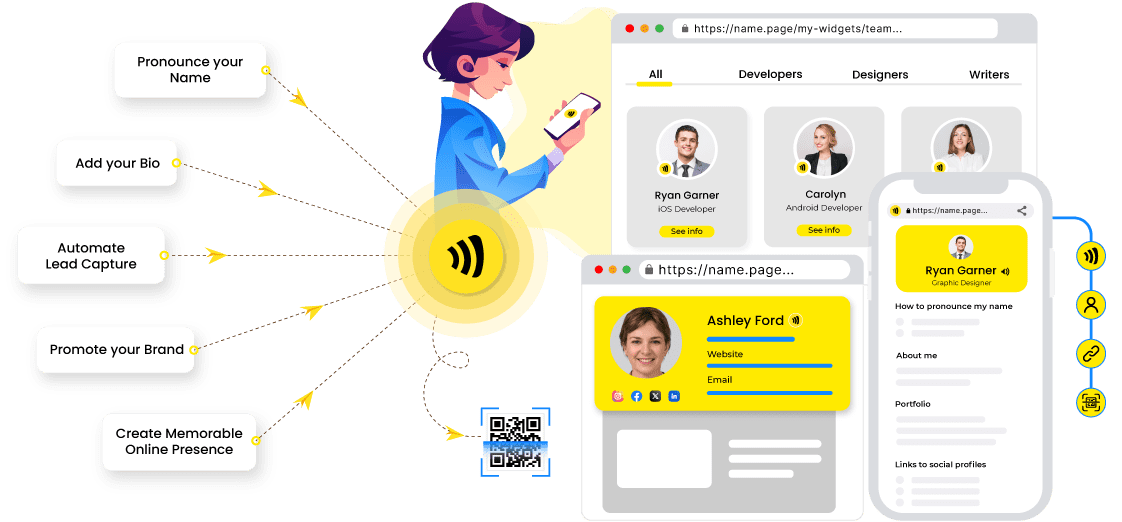 Pronounce your
Name
Add your Bio
Automate
Lead Capture
Promote your Brand
Create Memorable
Online Presence
https://name.page/my-widgets/team...
All
Developers
Designers
Writers
Ryan Garner
iOS Developer
See info
Carolyn
Android Developer
See info
https://name.page...
Ashley Ford
Website
Email
https://name.page...
Ryan Garner
Graphic Designer
How to pronounce my name
About me
Portfolio
Links to social profiles